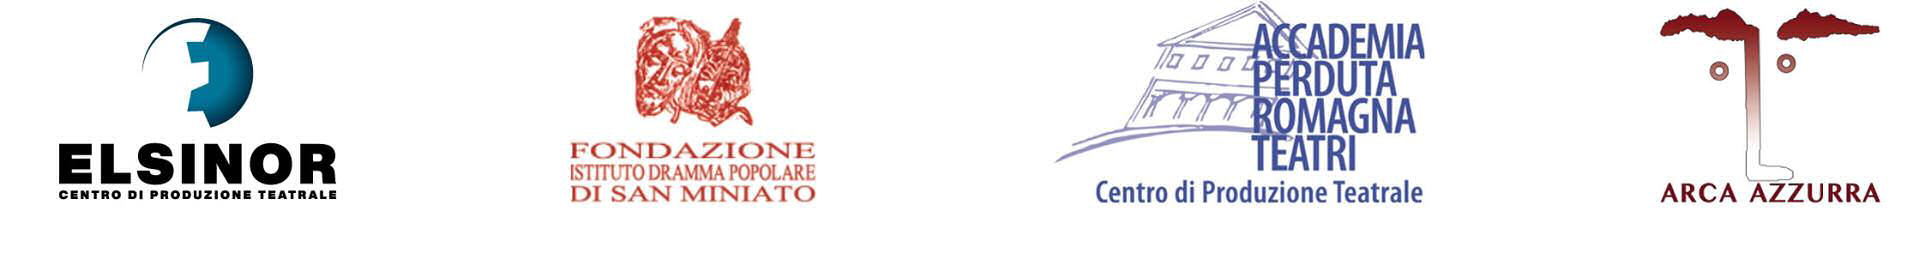 ELSINOR
CENTRO DI PRODUZIONE TEATRALE
FONDAZIONE
ISTITUTO DRAMMA POPOLARE
DI SAN MINIATO
ACCADEMIA
PERDUTA
ROMAGNA
TEATRI
Centro di Produzione Teatrale
ARCA AZZURRA